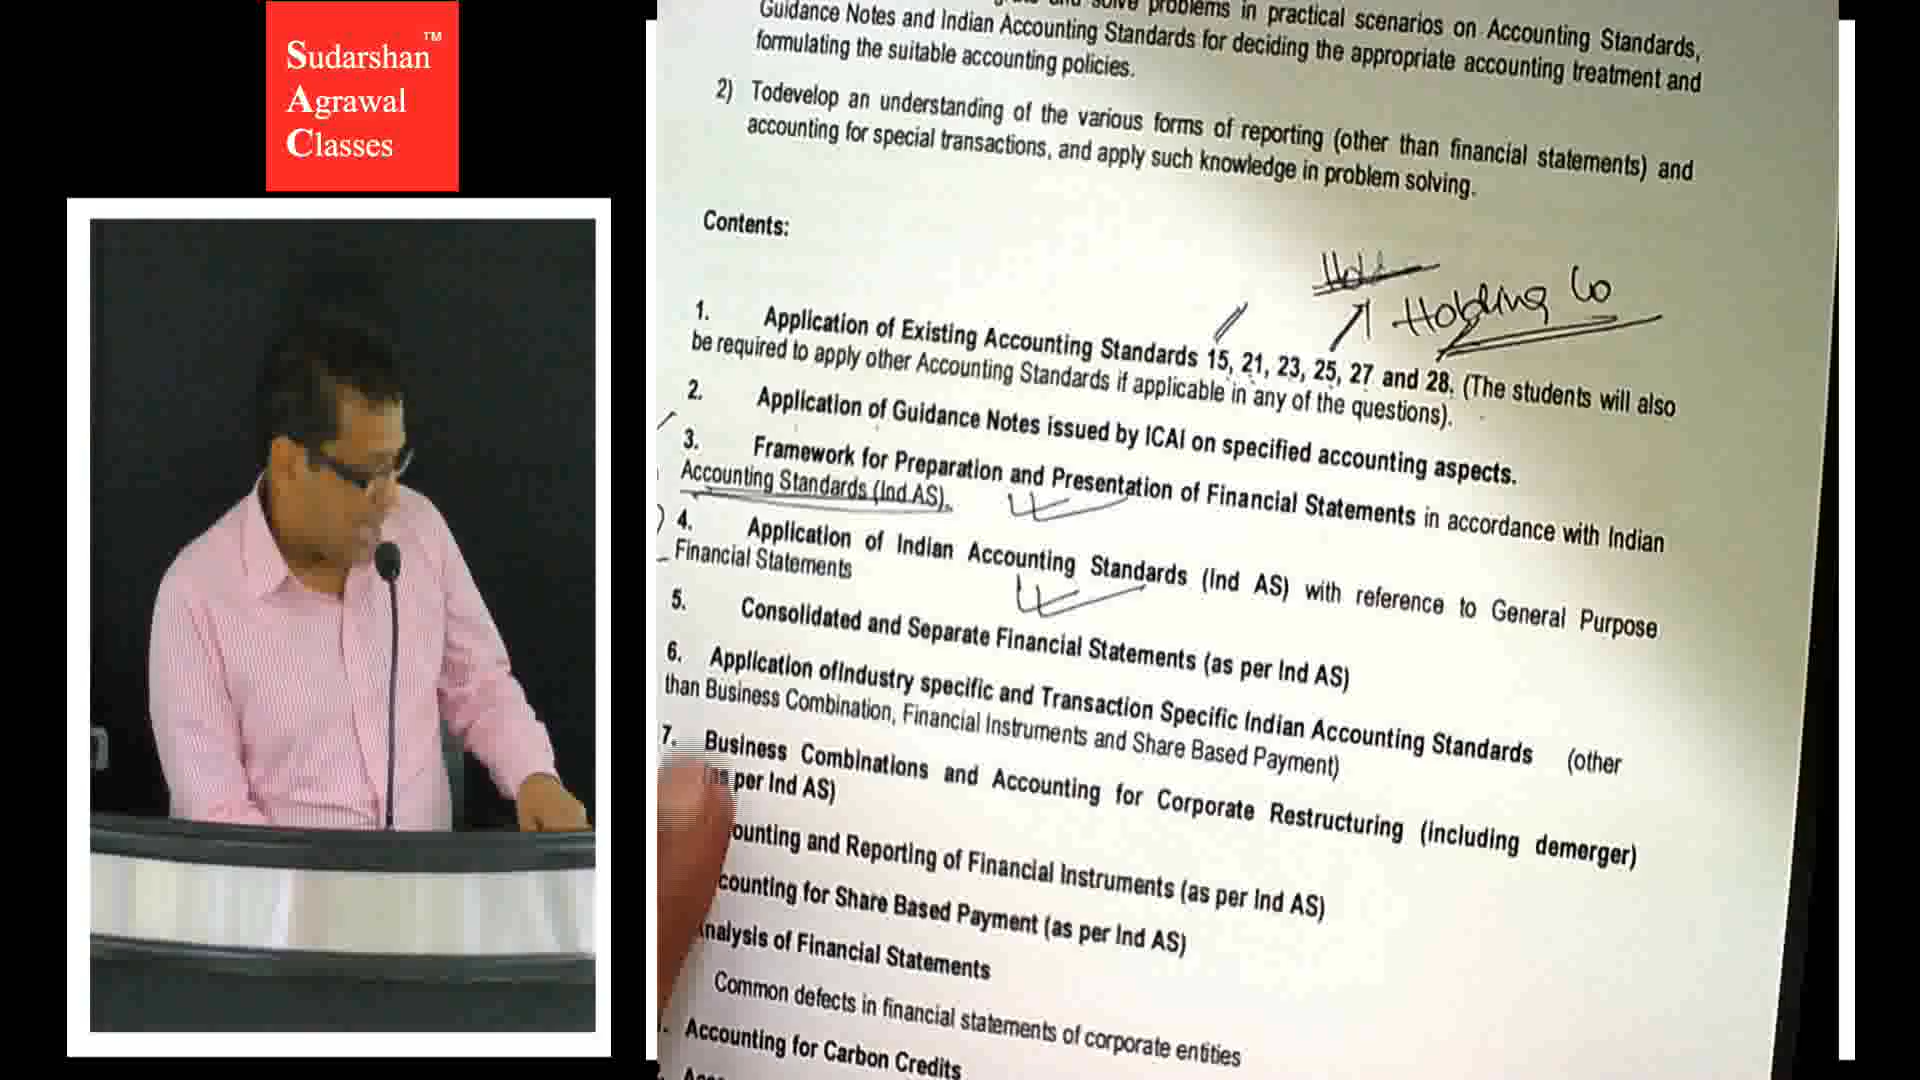 Sudarshan™
Agrawal
Classes
solve problems in practical scenarios on Accounting Standards,
Guidance Notes and Indian Accounting Standards for deciding the appropriate accounting treatment and
formulating the suitable accounting policies.
2) Todevelop an understanding of the various forms of reporting (other than financial statements) and
accounting for special transactions, and apply such knowledge in problem solving.
Contents:
Holding Co
1. Application of Existing Accounting Standards 15, 21, 23, 25, 27 and 28. (The students will also
be required to apply other Accounting Standards if applicable in any of the questions).
2. Application of Guidance Notes issued by ICAI on specified accounting aspects.
3. Framework for Preparation and Presentation of Financial Statements in accordance with Indian
Accounting Standards (Ind AS).
4. Application of Indian Accounting Standards (Ind AS) with reference to General Purpose
Financial Statements
5. Consolidated and Separate Financial Statements (as per Ind AS)
6. Application ofIndustry specific and Transaction Specific Indian Accounting Standards (other
than Business Combination, Financial Instruments and Share Based Payment)
7. Business Combinations and Accounting for Corporate Restructuring (including demerger)
as per Ind AS)
ounting and Reporting of Financial Instruments (as per Ind AS)
counting for Share Based Payment (as per Ind AS)
nalysis of Financial Statements
Common defects in financial statements of corporate entities
Accounting for Carbon Credits